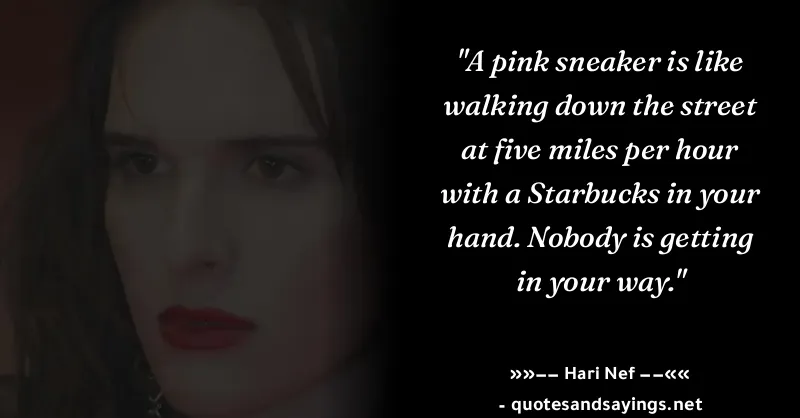 "A pink sneaker is like
walking down the street
at five miles per hour
with a Starbucks in your
hand. Nobody is getting
in your way."
»»–– Hari Nef ––««
- quotesandsayings.net